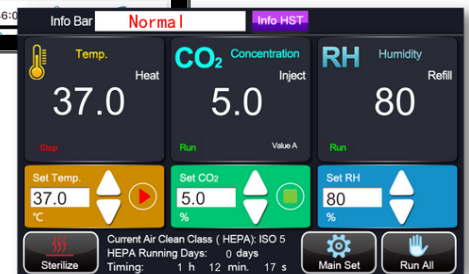 Info Bar Normal Info HST
Temp.
Heat
37.0
Stop
CO₂ Concentration
Inject
5.0
Run Value A
RH Humidity
Refill
80
Run
Set Temp.
37.0
℃
Set CO₂
5.0
%
Set RH
80
%
Sterilize
Current Air Clean Class ( HEPA): ISO 5
HEPA Running Days: 0 days
Timing: 1 h 12 min. 17 s
Main Set
Run All